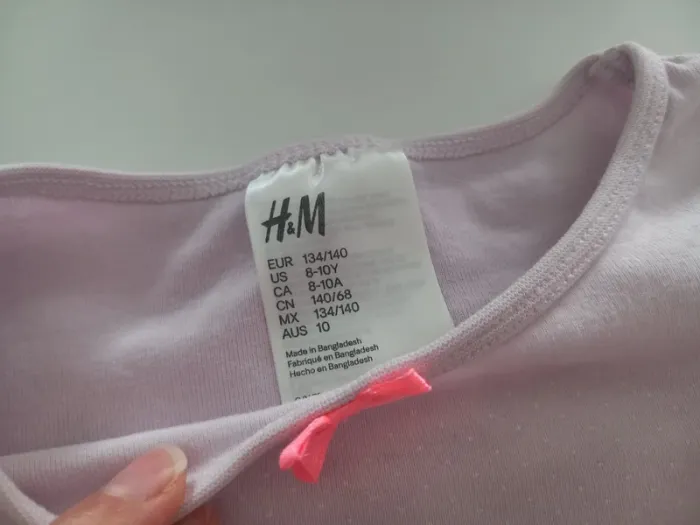 H&M
EUR 134/140
US 8-10Y
CA 8-10A
CN 140/68
MX 134/140
AUS 10
Made in Bangladesh
Fabriqué en Bangladesh
Hecho en Bangladesh